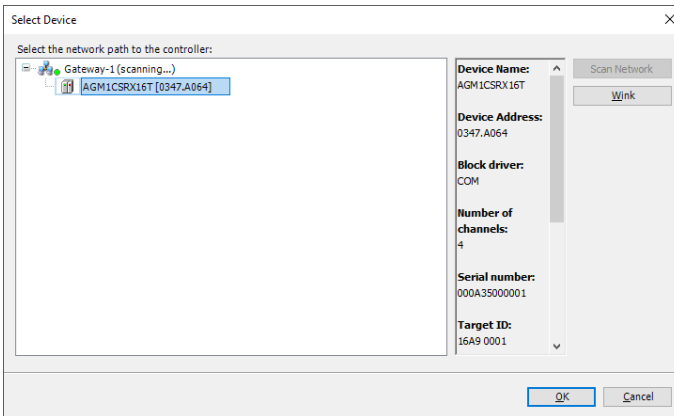 Select Device
Select the network path to the controller:
Gateway-1 (scanning...)
AGM1CSRX16T [0347.A064]
Device Name:
AGM1CSRX16T
Device Address:
0347.A064
Block driver:
COM
Number of
channels:
4
Serial number:
000A35000001
Target ID:
16A9 0001
Scan Network
Wink
OK
Cancel